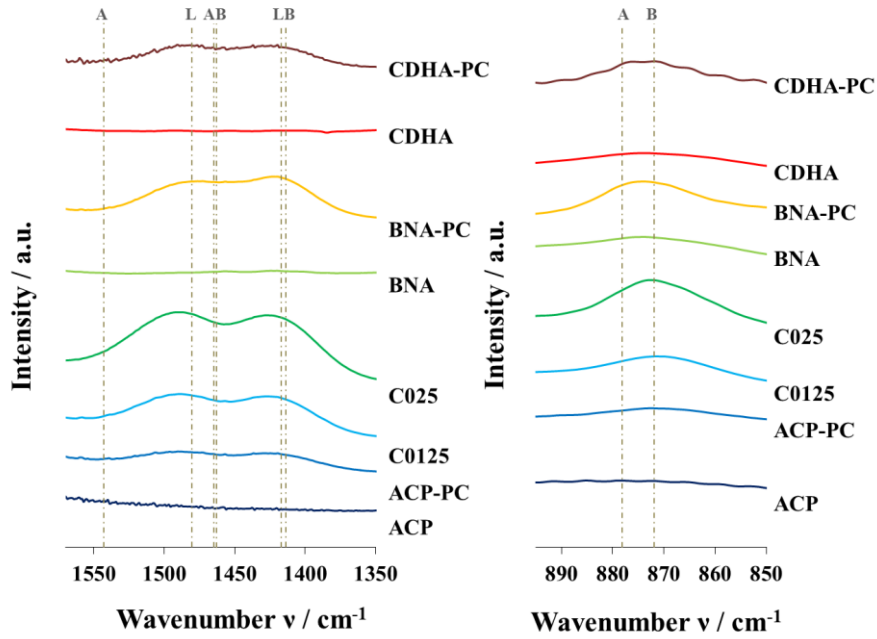 A L AB LB
CDHA-PC
CDHA
BNA-PC
BNA
C025
C0125
ACP-PC
ACP
Intensity / a.u.
1550 1500 1450 1400 1350
Wavenumber ν / cm-1
A B
CDHA-PC
CDHA
BNA-PC
BNA
C025
C0125
ACP-PC
ACP
Intensity / a.u.
890 880 870 860 850
Wavenumber ν / cm-1